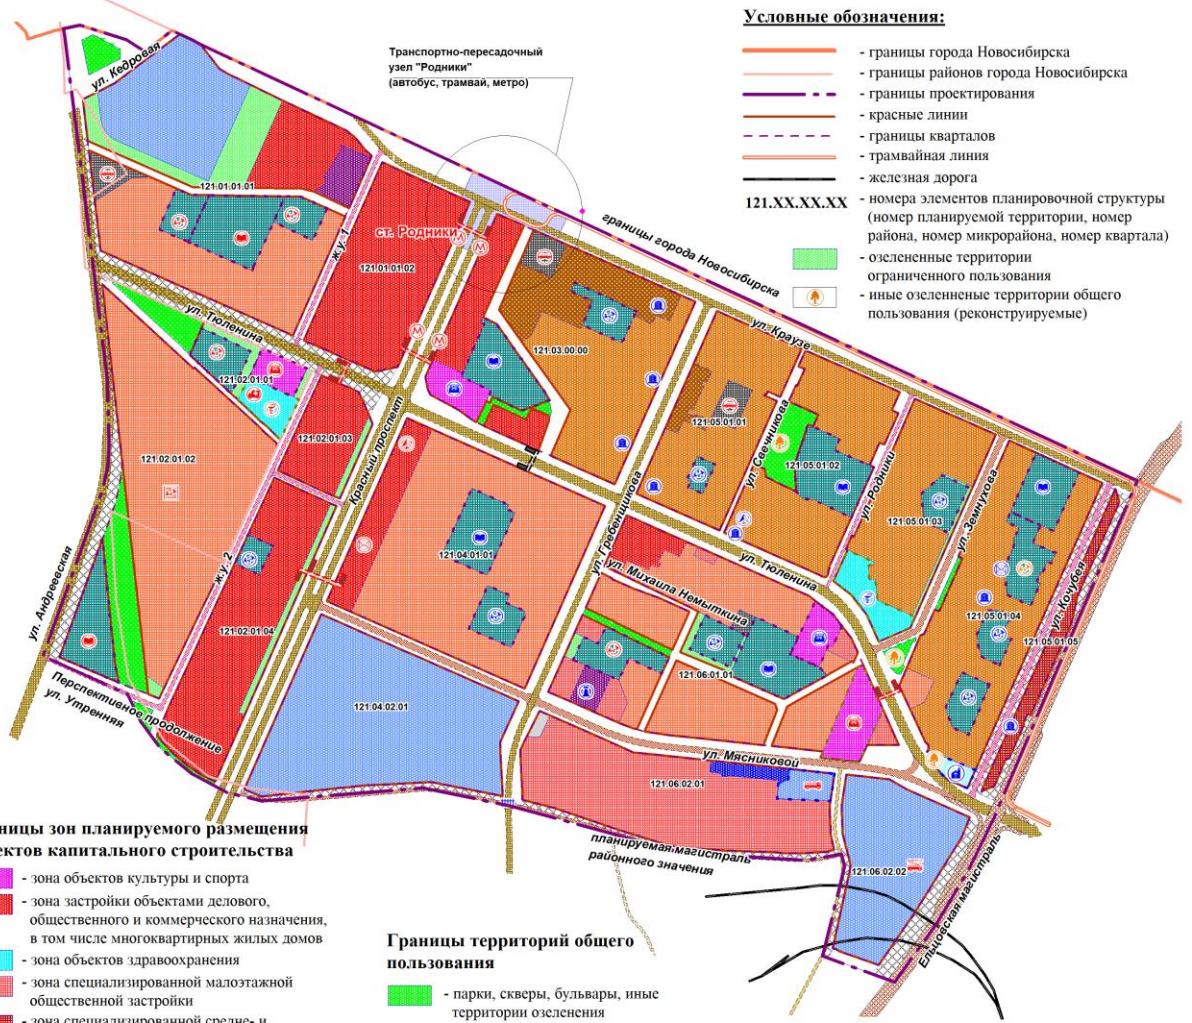 Условные обозначения:
- границы города Новосибирска
- границы районов города Новосибирска
- границы проектирования
- красные линии
- границы кварталов
- трамвайная линия
- железная дорога
121.XX.XX.XX - номера элементов планировочной структуры
(номер планируемой территории, номер
района, номер микрорайона, номер квартала)
- озелененные территории
ограниченного пользования
- иные озелененные территории общего
пользования (реконструируемые)
Транспортно-пересадочный
узел "Родники"
(автобус, трамвай, метро)
ул. Кедровая
121.01.01.01
ж.у. 1
ст. Родники
М
М
границы города Новосибирска
121.01.01.02
ул. Тюленина
М
М
121.03.00.00
ул. Краузе
121.02.01.01
121.02.01.03
Красный проспект
121.05.01.01
ул. Свечникова
121.05.01.02
ул. Родники
121.02.01.02
ул. Гребенщикова
121.05.01.03
ул. Земнухова
121.04.01.01
ул. Тюленина
ул. Андреевская
ж.у. 2
ул. Михаила Немыткина
121.05.01.04
ул. Кочубея
121.02.01.04
121.05.01.05
121.06.01.01
Перспективное продолжение
ул. Утренняя
121.04.02.01
ул. Мясниковой
121.06.02.01
планируемая магистраль
районного значения
121.06.02.02
Ельцовская магистраль
ницы зон планируемого размещения
ектов капитального строительства
- зона объектов культуры и спорта
- зона застройки объектами делового,
общественного и коммерческого назначения,
в том числе многоквартирных жилых домов
- зона объектов здравоохранения
- зона специализированной малоэтажной
общественной застройки
- зона специализированной средне- и
Границы территорий общего
пользования
- парки, скверы, бульвары, иные
территории озеленения